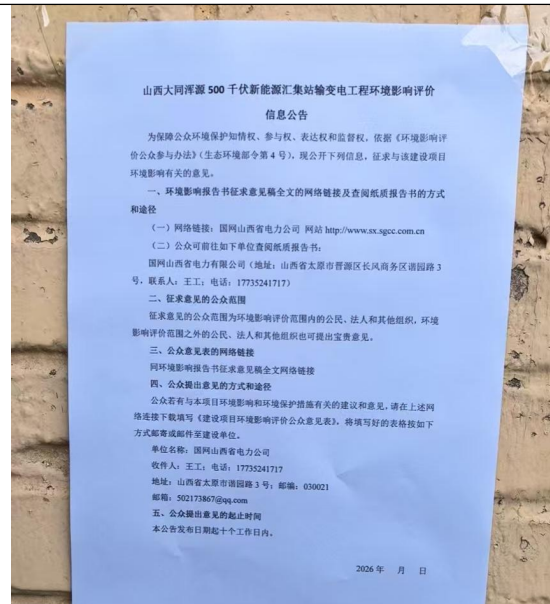 山西大同浑源 500 千伏新能源汇集站输变电工程环境影响评价
信息公告
为保障公众环境保护知情权、参与权、表达权和监督权，依据《环境影响评
价公众参与办法》（生态环境部令第 4 号），现公开下列信息，征求与该建设项目
环境影响有关的意见。
一、环境影响报告书征求意见稿全文的网络链接及查阅纸质报告书的方式
和途径
（一）网络链接：国网山西省电力公司 网站 http://www.sx.sgcc.com.cn
（二）公众可前往如下单位查阅纸质报告书：
国网山西省电力有限公司（地址：山西省太原市晋源区长风商务区谐园路 3
号，联系人：王工；电话：17735241717）
二、征求意见的公众范围
征求意见的公众范围为环境影响评价范围内的公民、法人和其他组织，环境
影响评价范围之外的公民、法人和其他组织也可提出宝贵意见。
三、公众意见表的网络链接
同环境影响报告书征求意见稿全文网络链接
四、公众提出意见的方式和途径
公众若有与本项目环境影响和环境保护措施有关的建议和意见，请在上述网
络连接下载填写《建设项目环境影响评价公众意见表》，将填写好的表格按如下
方式邮寄或邮件至建设单位。
单位名称：国网山西省电力公司
收件人：王工；电话：17735241717
地址：山西省太原市谐园路 3 号；邮编：030021
邮箱：502173867@qq.com
五、公众提出意见的起止时间
本公告发布日期起十个工作日内。
2026 年 月 日